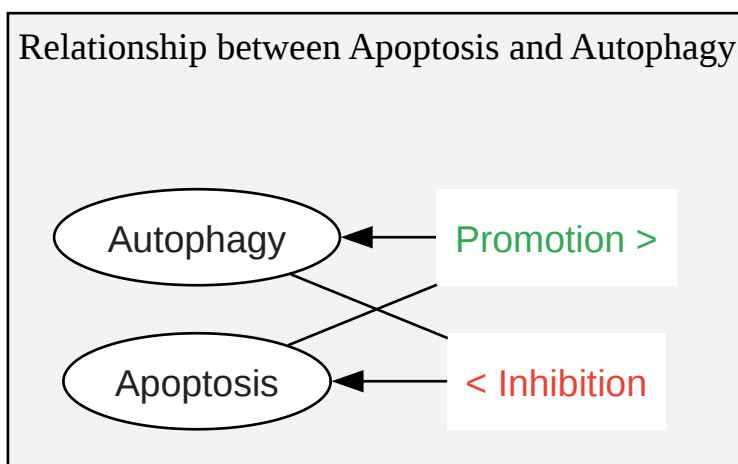 Relationship between Apoptosis and Autophagy
Autophagy
Promotion >
Apoptosis
< Inhibition